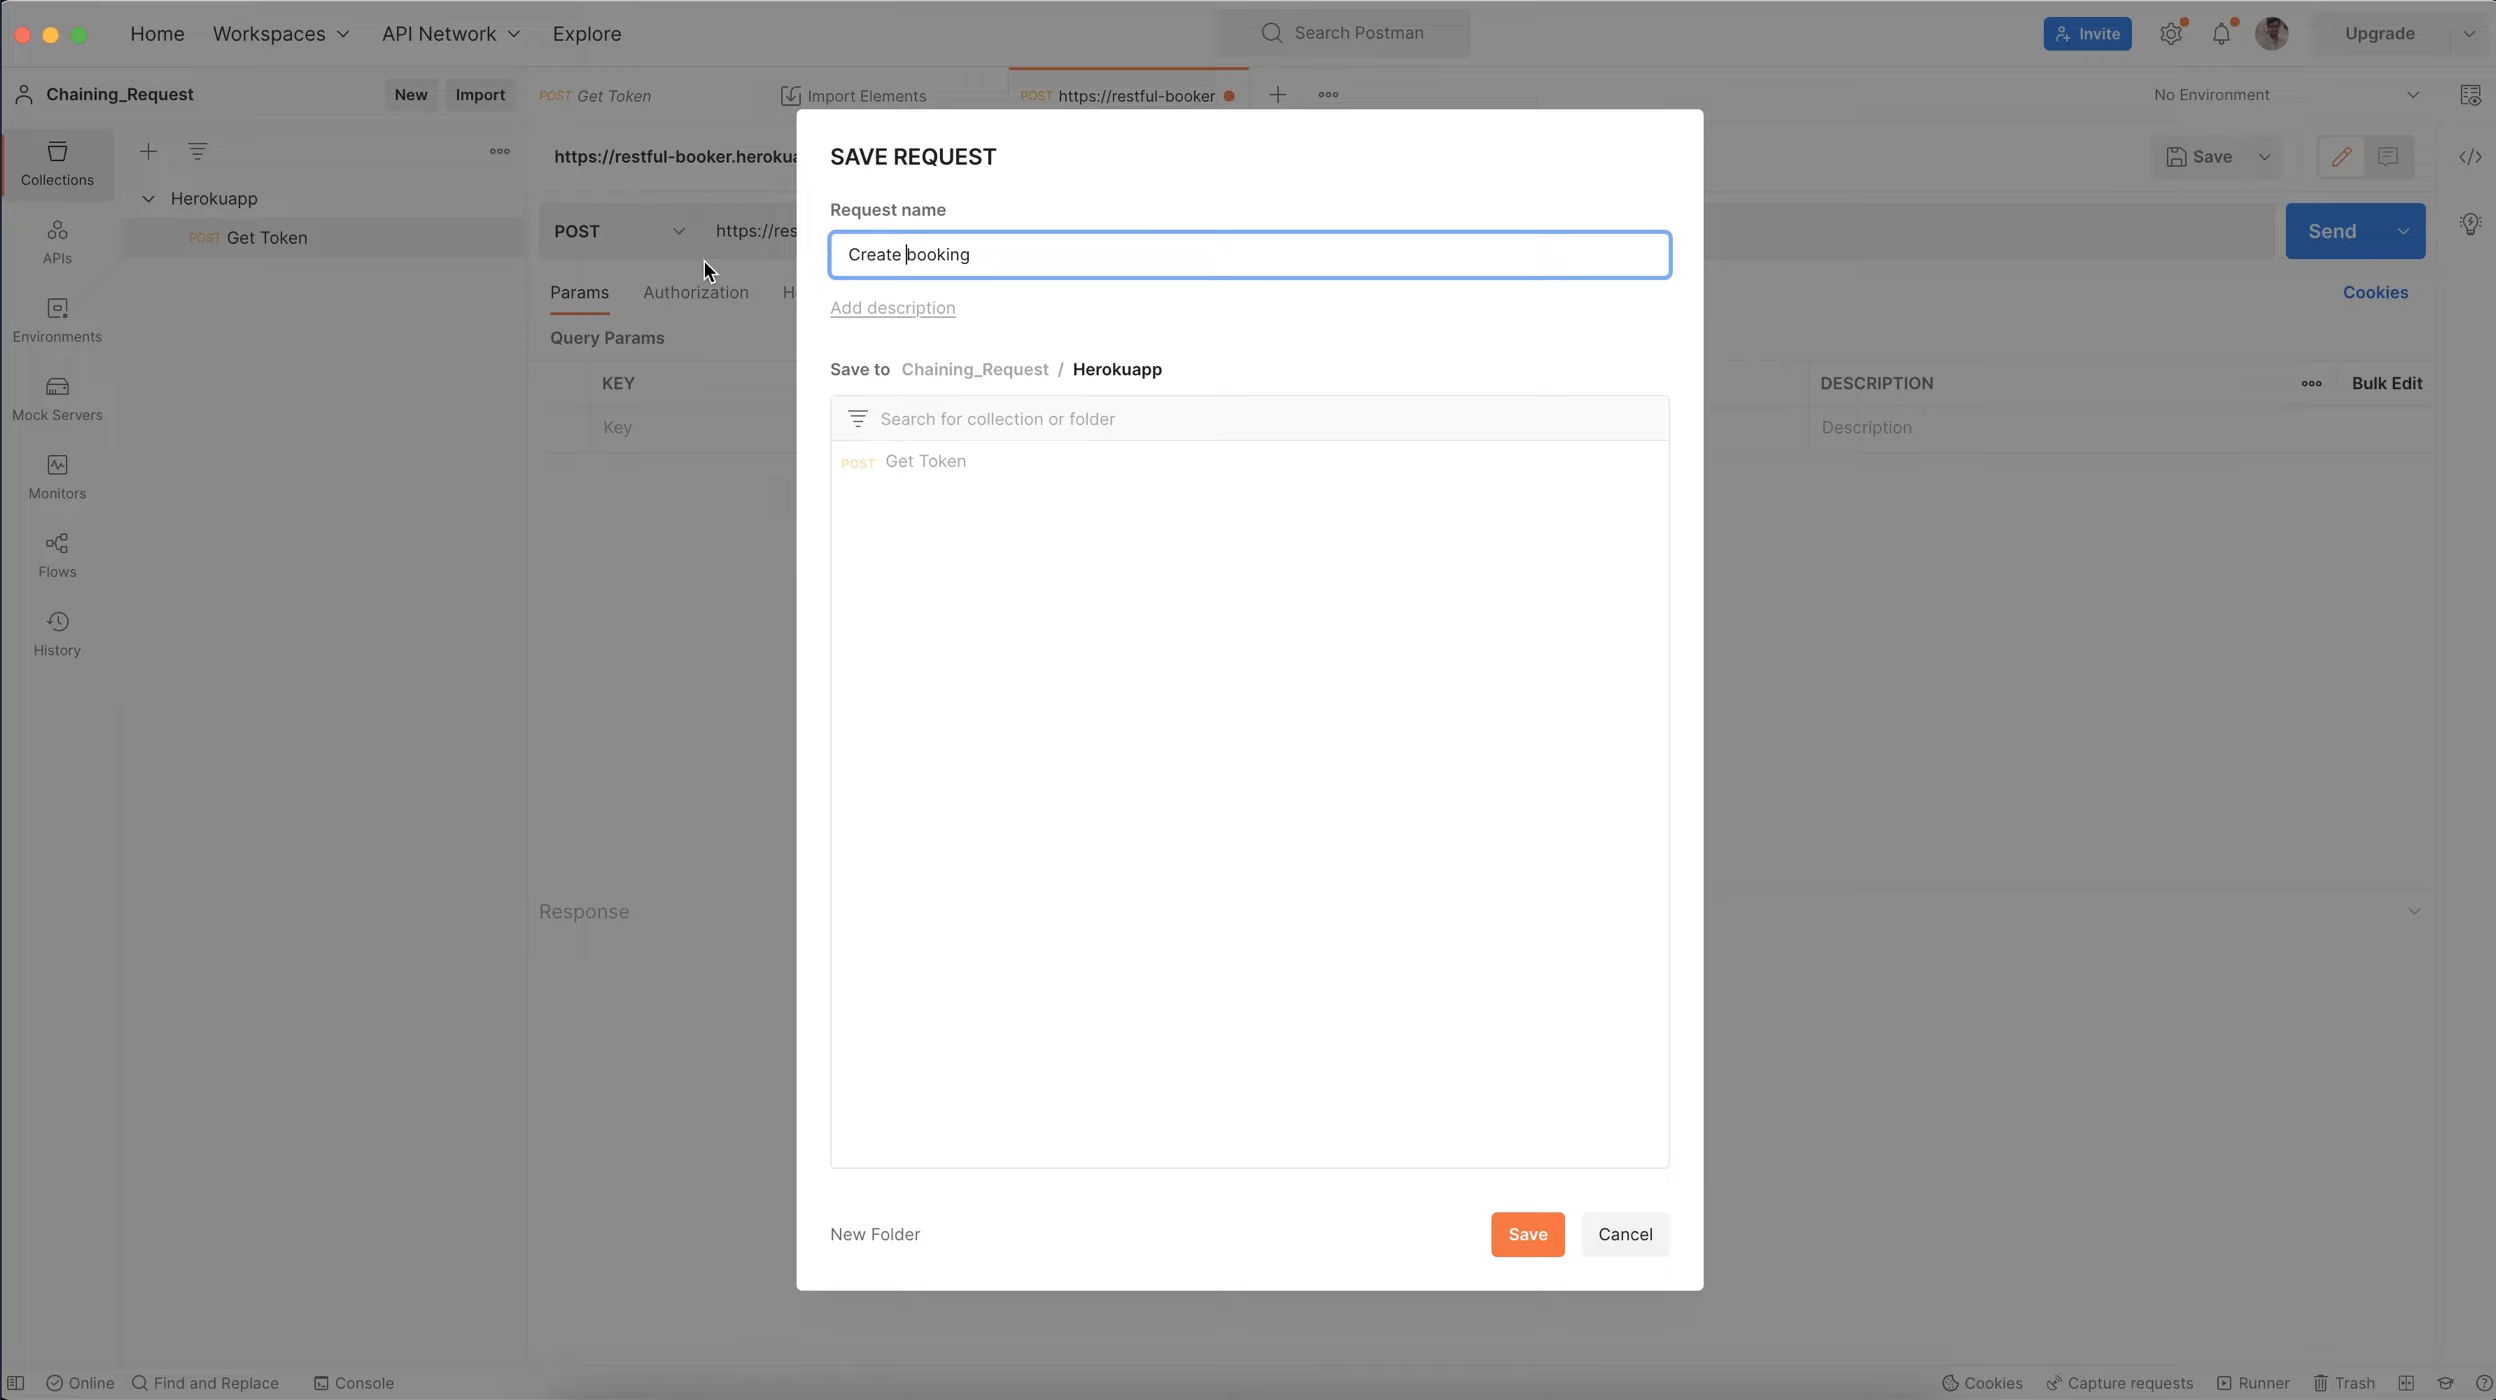 Home Workspaces API Network Explore
Search Postman
Invite
Upgrade
Chaining_Request
New Import
POST Get Token
Import Elements
POST https://restful-booker
No Environment
Collections
Herokuapp
POST Get Token
APIs
Environments
Mock Servers
Monitors
Flows
History
https://restful-booker.heroku
Save
POST https://res
Send
Params Authorization H
Cookies
Query Params
KEY
DESCRIPTION
Bulk Edit
Key
Description
Response
SAVE REQUEST
Request name
Create booking
Add description
Save to Chaining_Request / Herokuapp
Search for collection or folder
POST Get Token
New Folder
Save
Cancel
Online Find and Replace Console
Cookies Capture requests Runner Trash